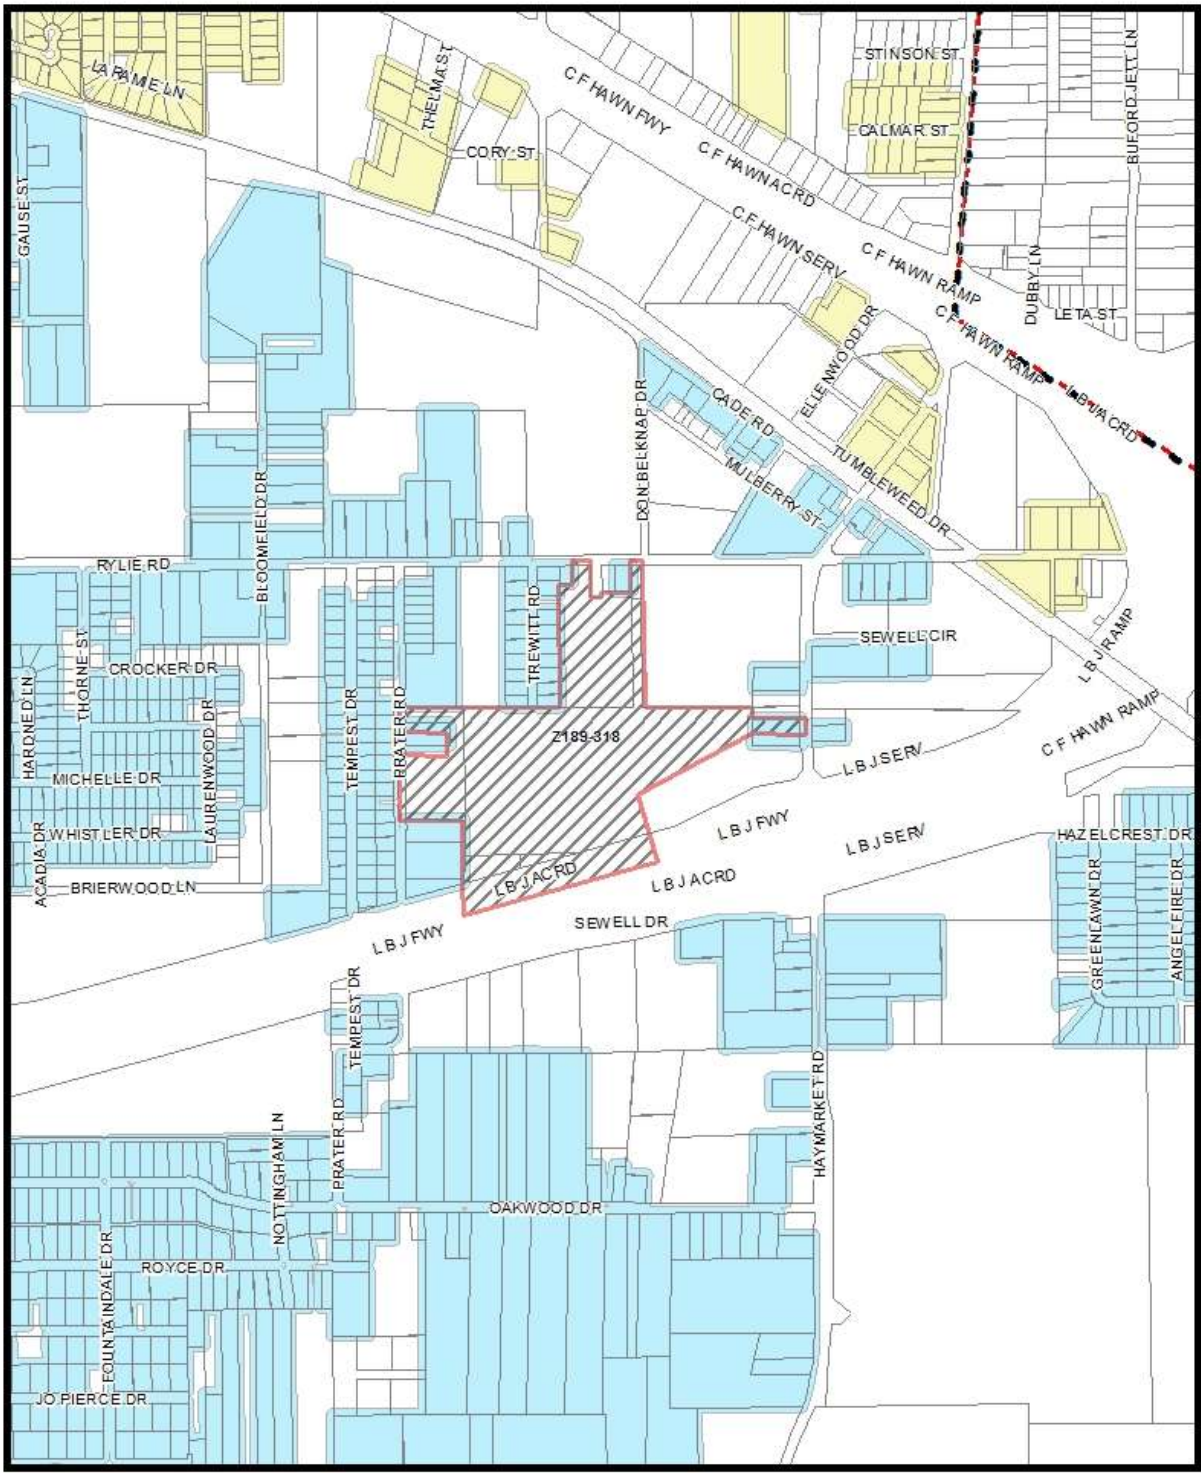 LARAMIE LN
THELMA ST
CORY ST
GAUSE ST
C F HAWN FWY
C F HAWN ACRD
C F HAWN SERV
C F HAWN RAMP
C F HAWN RAMP
STINSON ST
CALMAR ST
BUFORD JETT LN
DUBRY LN
LETA ST
LBJ ACRD
ELLENWOOD DR
CADE RD
DON BELKNAP DR
MULBERRY ST
TUMBLEWEED DR
BLOOMFIELD DR
RYLIE RD
TREWITT RD
SEWELL CIR
LBJ RAMP
C F HAWN RAMP
THORNE ST
CROCKER DR
HARDNED LN
TEMPEST DR
PRATER RD
LAURENWOOD DR
MICHELLE DR
WHISTLER DR
ACADIA DR
BRIERWOOD LN
Z189-318
LBJ SERV
LBJ FWY
LBJ SERV
LBJ ACRD
LBJ ACRD
HAZELCREST DR
GREENLAWN DR
ANGEL FIRE DR
SEWELL DR
LBJ FWY
TEMPEST DR
HAYMARKET RD
PRATER RD
NOTTINGHAM LN
OAKWOOD DR
FOUNTAINDALE DR
ROYCE DR
JO PIERCE DR